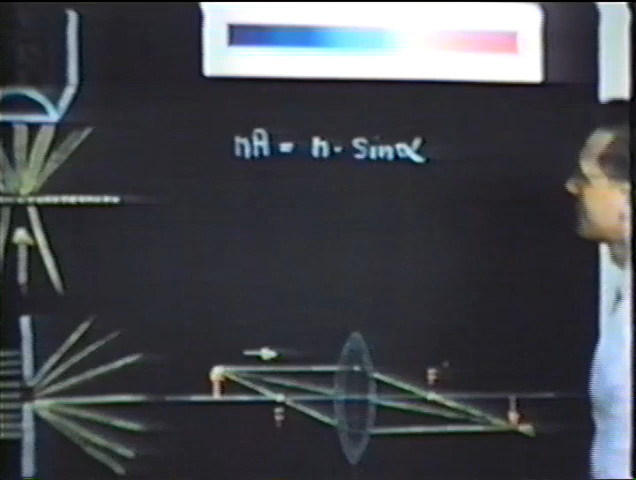 nA = n · sinα
F
F